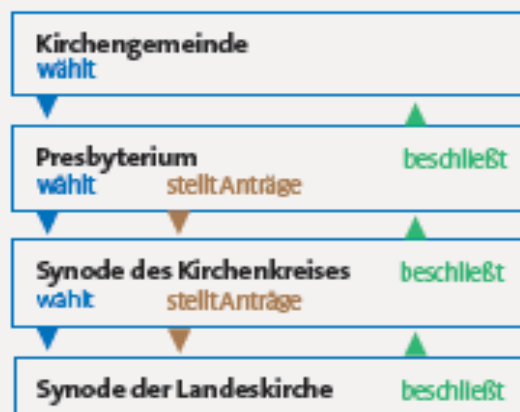 Kirchengemeinde
wählt
Presbyterium beschließt
wählt stellt Anträge
Synode des Kirchenkreises beschließt
wählt stellt Anträge
Synode der Landeskirche beschließt